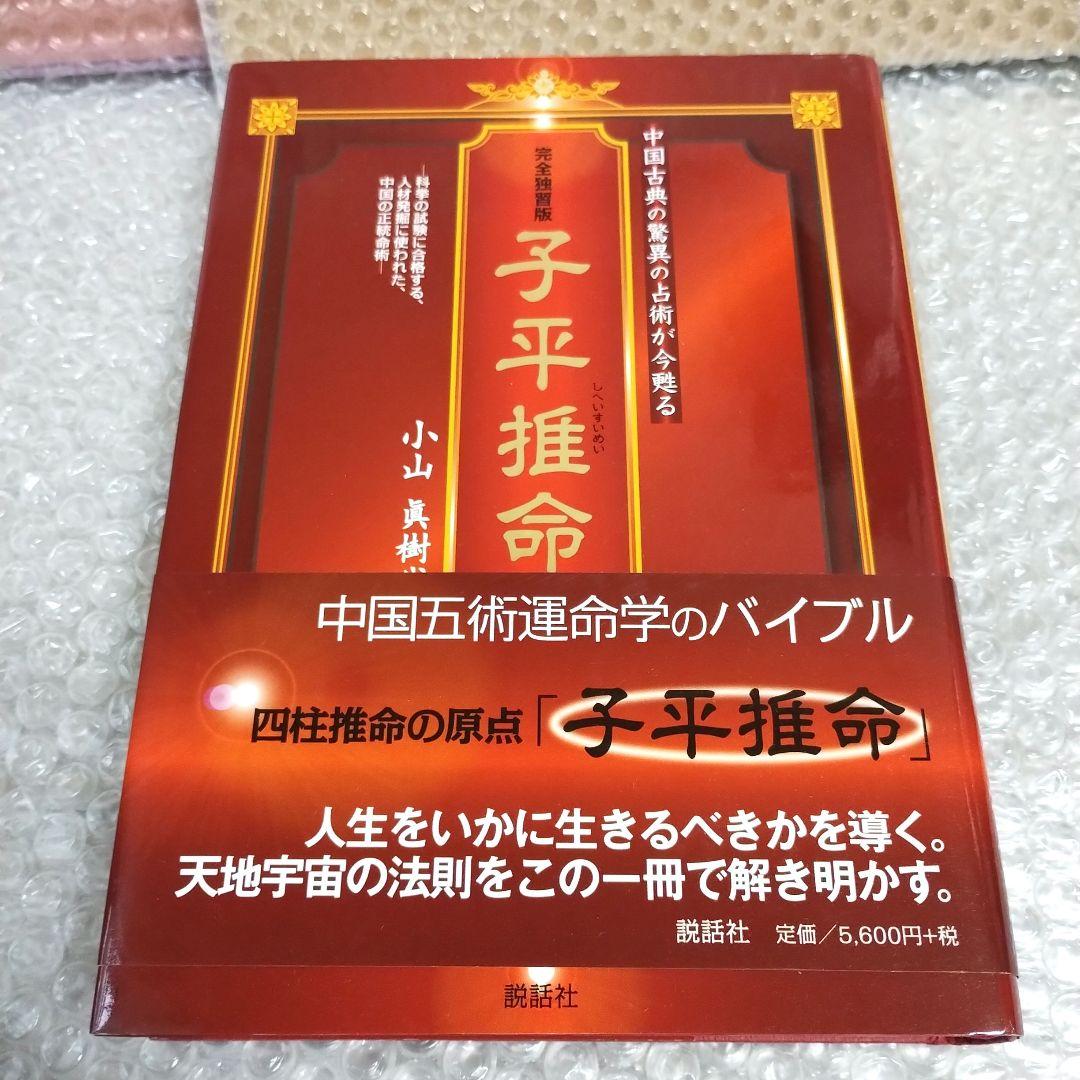 中国古典の驚異の占術が今甦る
完全独習版
子平推命
しへいすいめい
―科挙の試験に合格する、
人材発掘に使われた、
中国の正統命術―
小山 眞樹
中国五術運命学のバイブル
四柱推命の原点「子平推命」
人生をいかに生きるべきかを導く。
天地宇宙の法則をこの一冊で解き明かす。
説話社 定価/5,600円+税
説話社